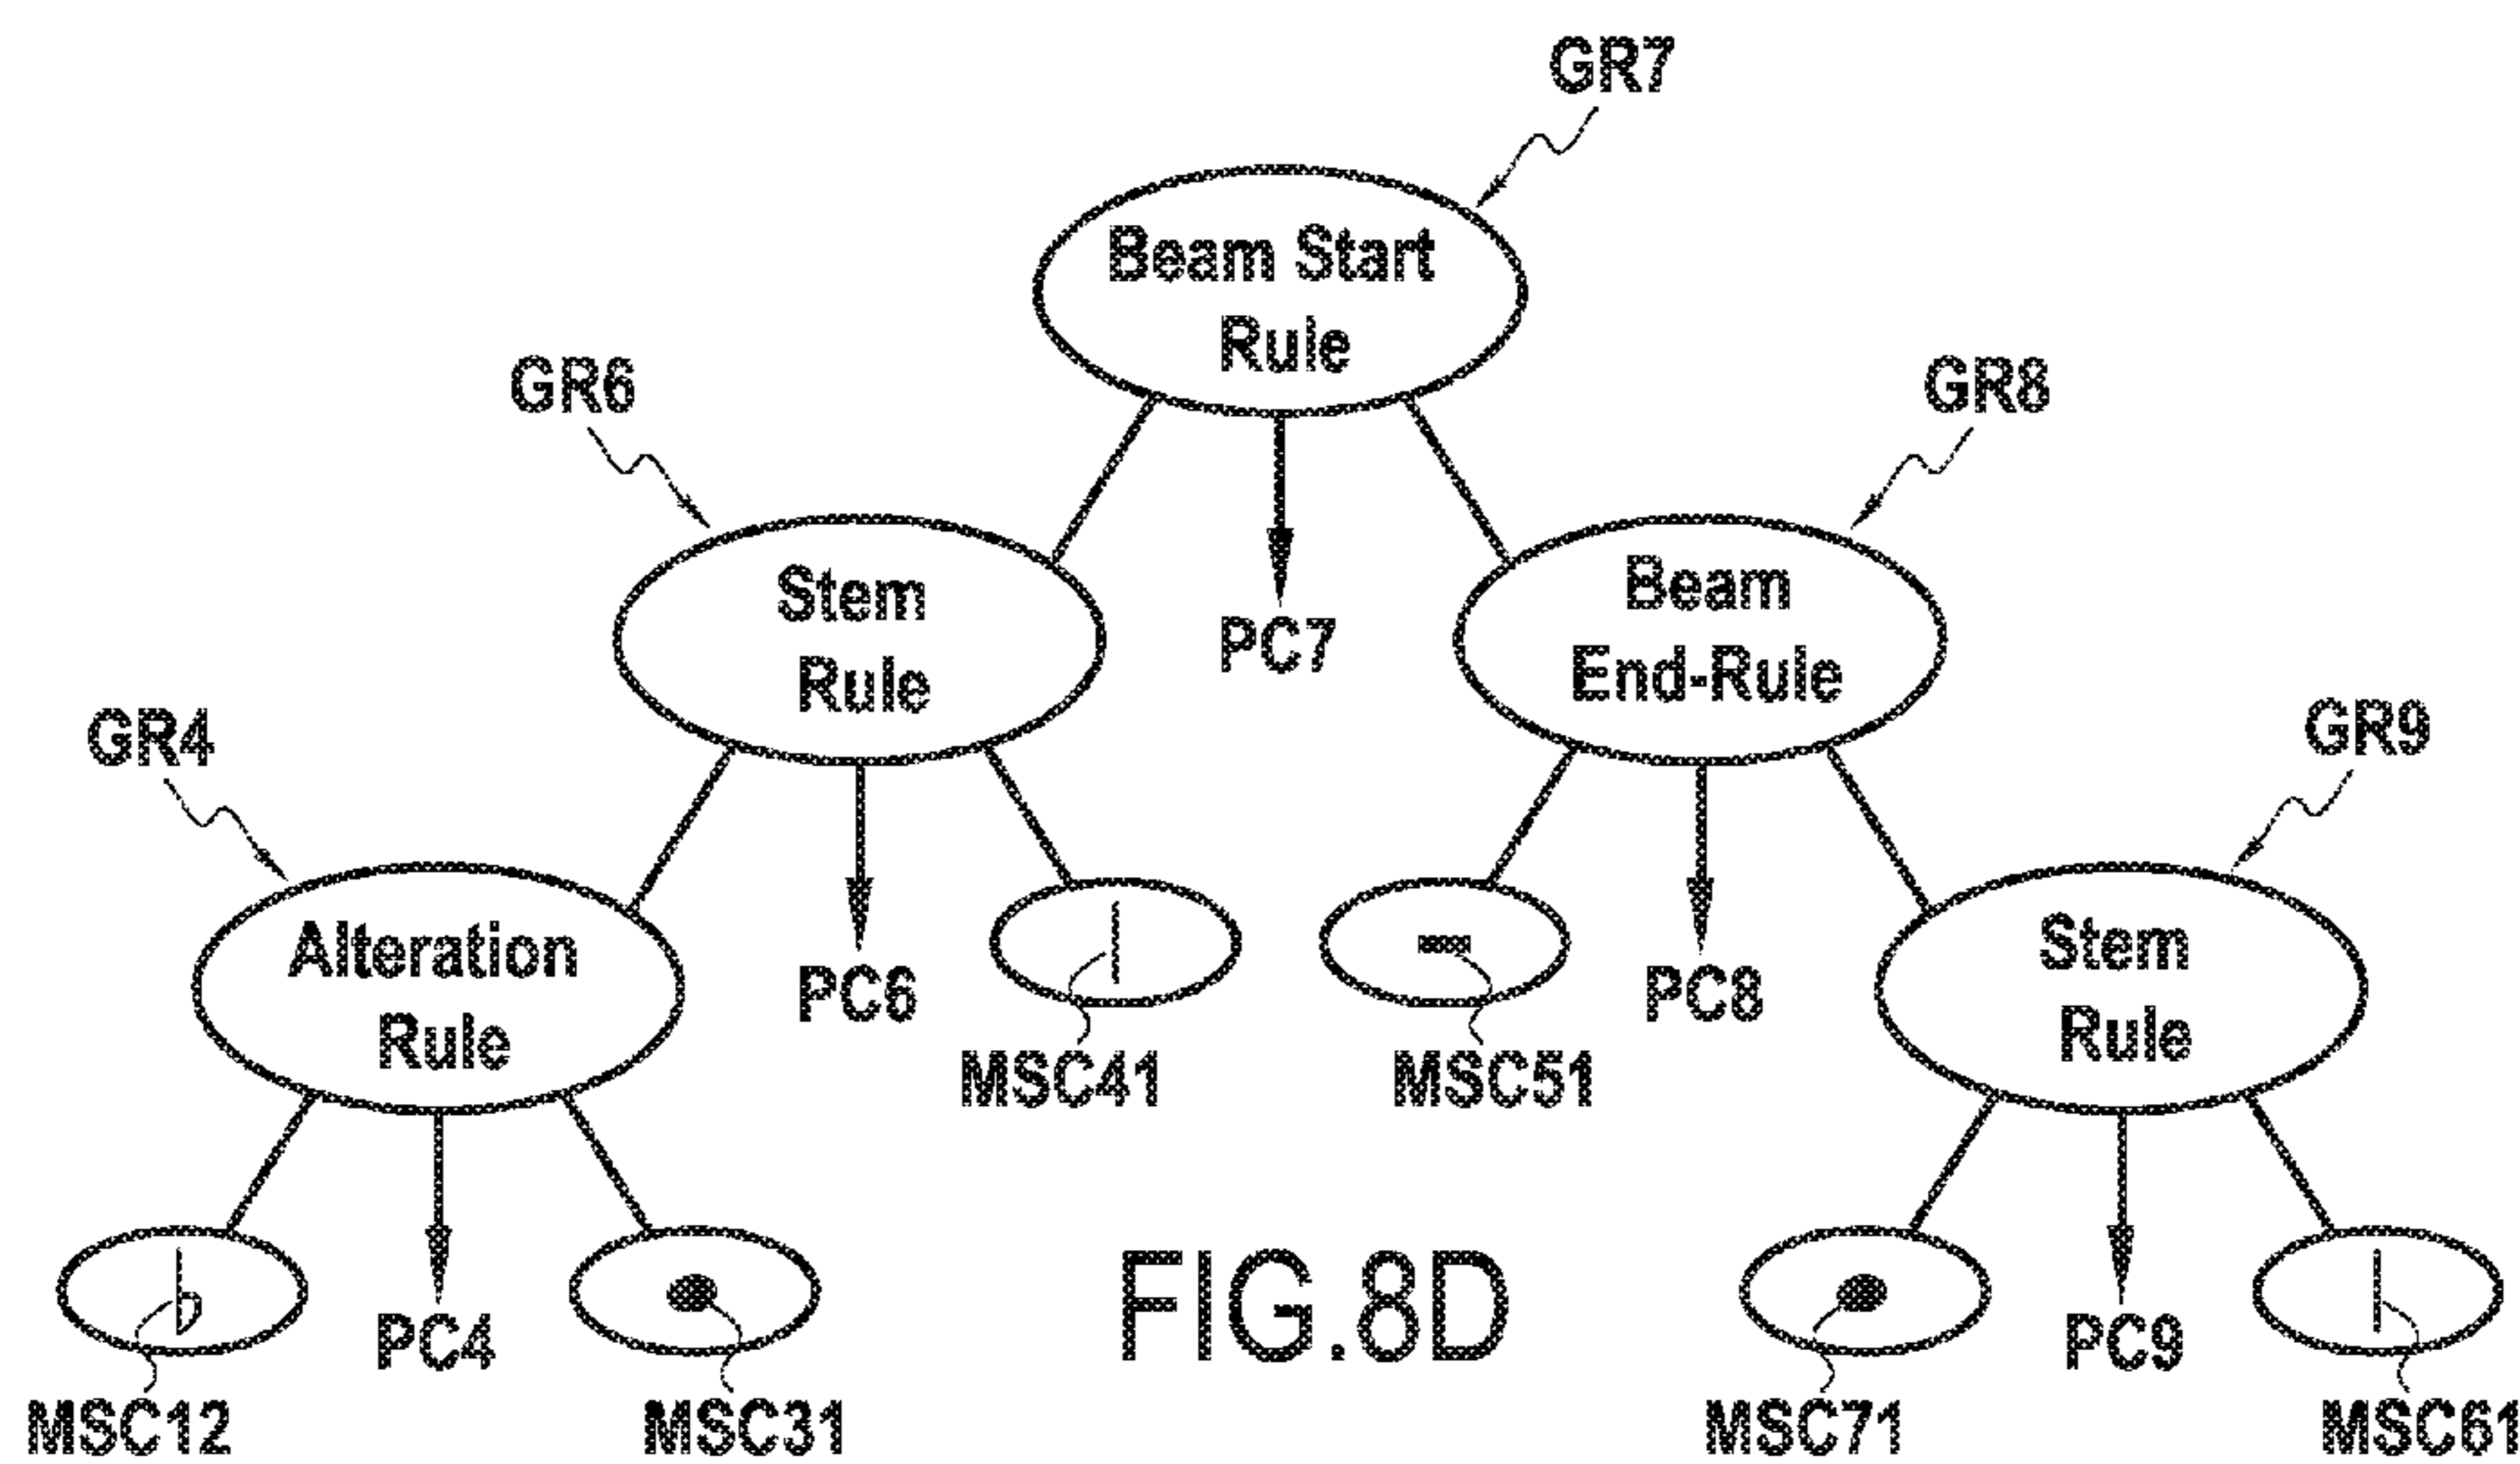 GR7
Beam Start
Rule
GR6
GR8
Stem
Rule
PC7
Beam
End-Rule
GR4
GR9
Alteration
Rule
PC6
PC8
Stem
Rule
MSC41
MSC51
FIG.8D
PC4
PC9
MSC12
MSC31
MSC71
MSC61